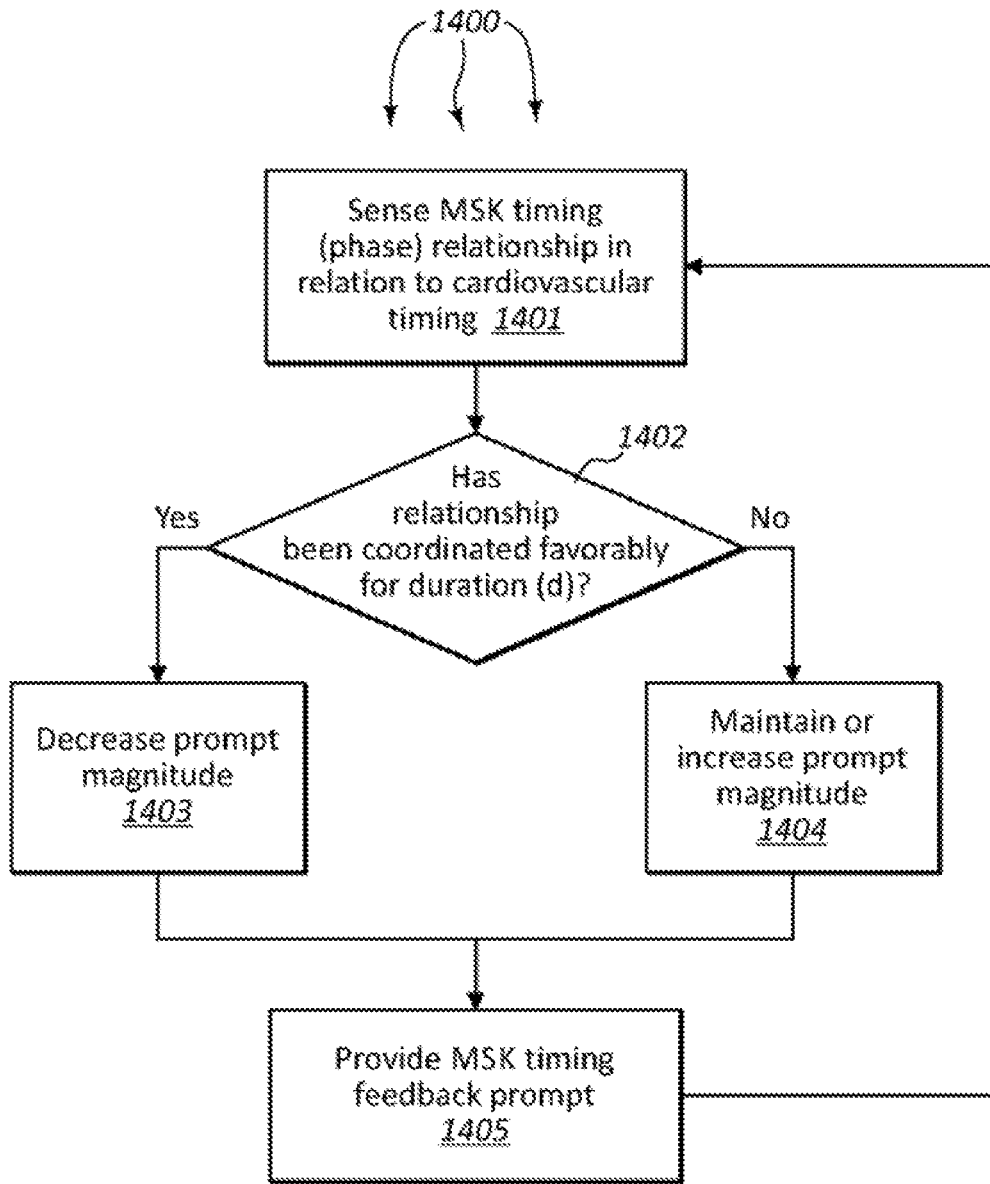 1400
Sense MSK timing
(phase) relationship in
relation to cardiovascular
timing 1401
1402
Has
relationship
been coordinated favorably
for duration (d)?
Yes
No
Decrease prompt
magnitude
1403
Maintain or
increase prompt
magnitude
1404
Provide MSK timing
feedback prompt
1405